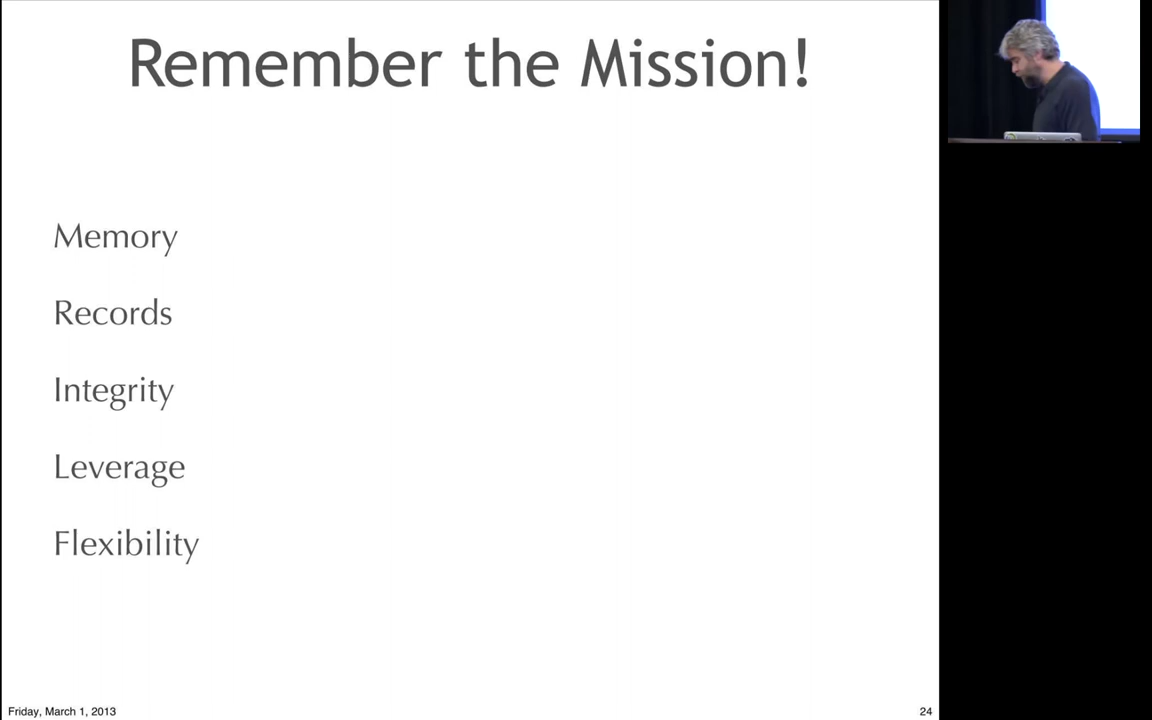 Remember the Mission!
Memory
Records
Integrity
Leverage
Flexibility
Friday, March 1, 2013
24